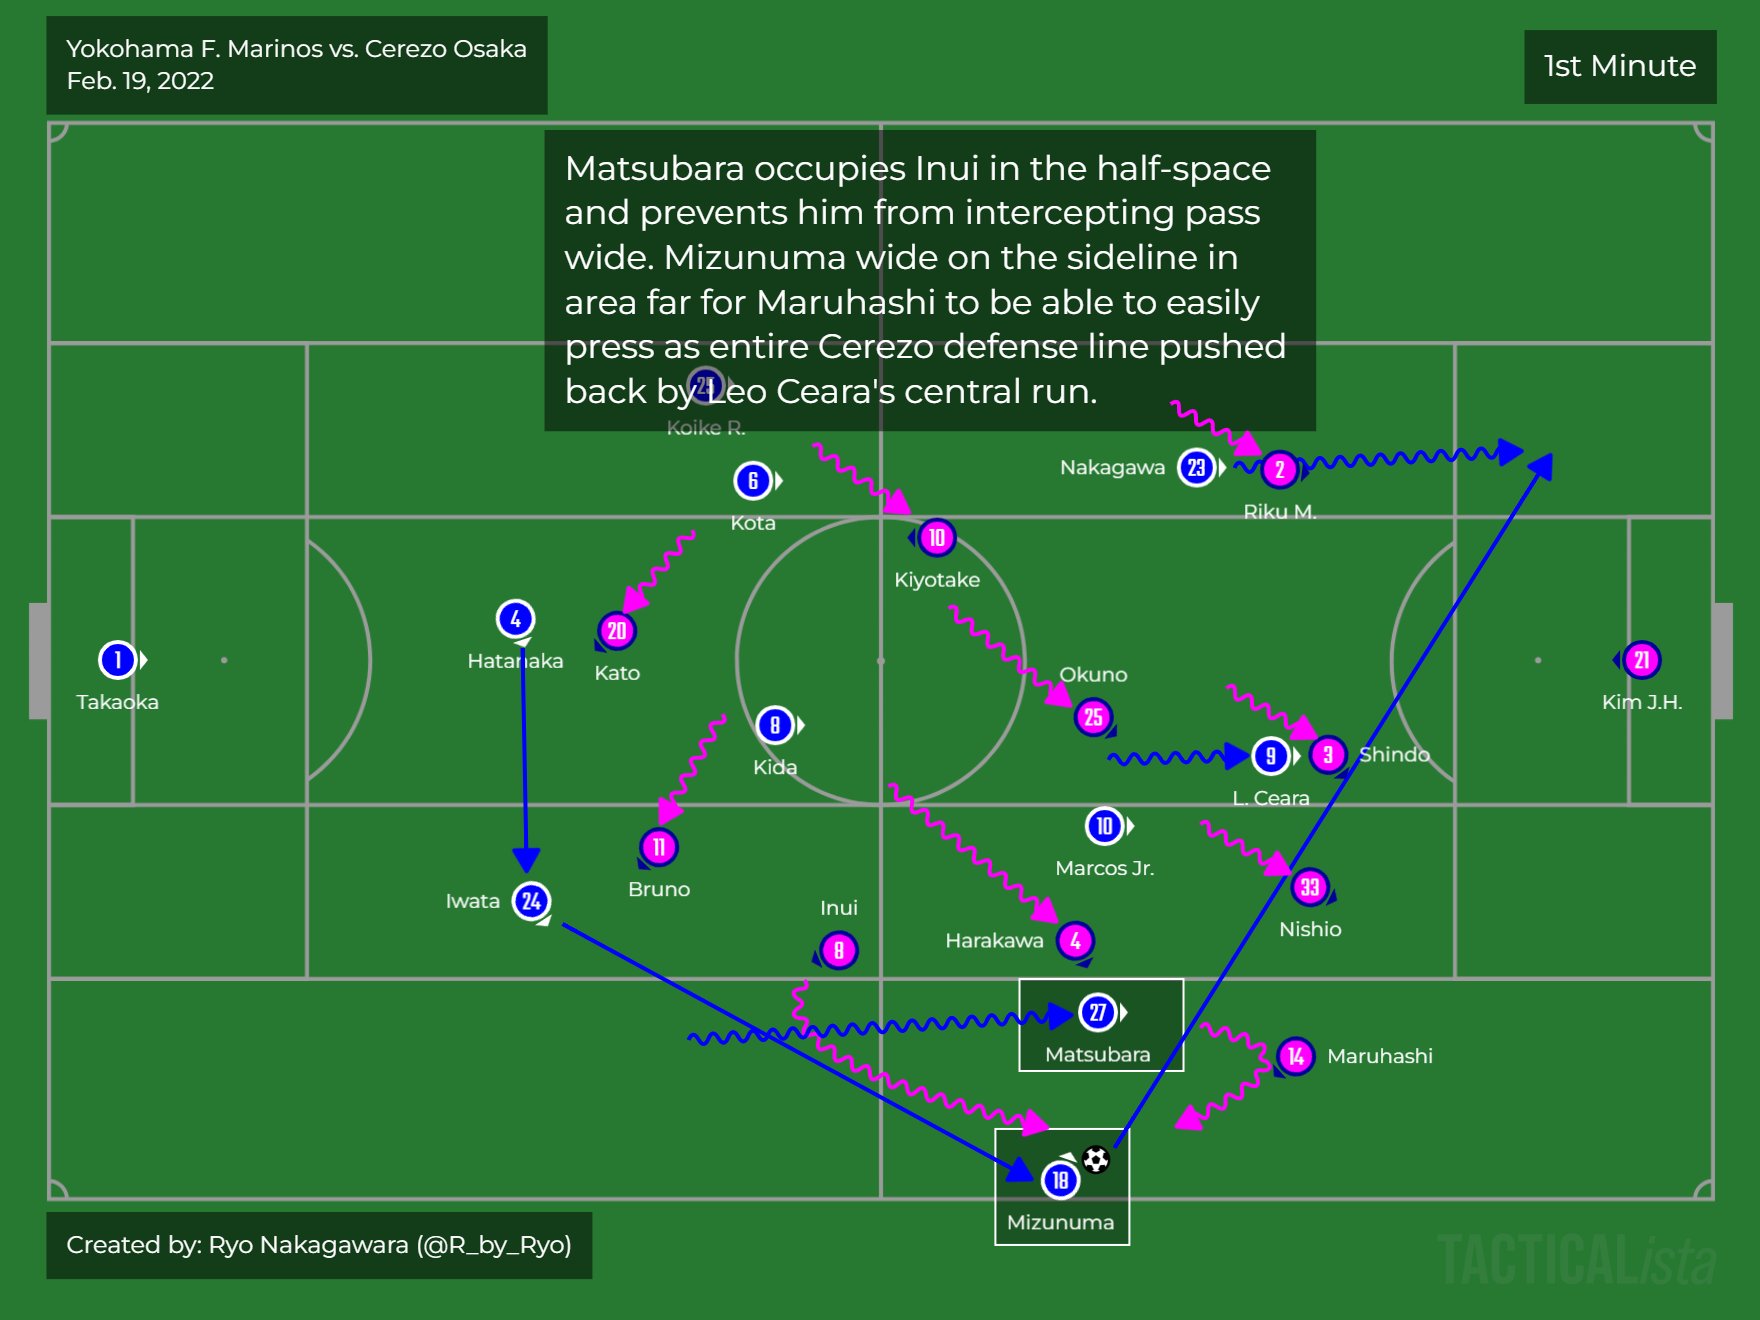 Yokohama F. Marinos vs. Cerezo Osaka
Feb. 19, 2022
1st Minute
Matsubara occupies Inui in the half-space
and prevents him from intercepting pass
wide. Mizunuma wide on the sideline in
area far for Maruhashi to be able to easily
press as entire Cerezo defense line pushed
back by Leo Ceara's central run.
Koike R.
6
Kota
Nakagawa
23
2
Riku M.
10
Kiyotake
4
Hatanaka
20
Kato
1
Takaoka
21
Kim J.H.
Okuno
25
8
Kida
9
L. Ceara
3
Shindo
10
Marcos Jr.
11
Bruno
33
Nishio
Iwata
24
Inui
8
Harakawa
4
27
Matsubara
14
Maruhashi
18
Mizunuma
Created by: Ryo Nakagawara (@R_by_Ryo)
TACTICALista